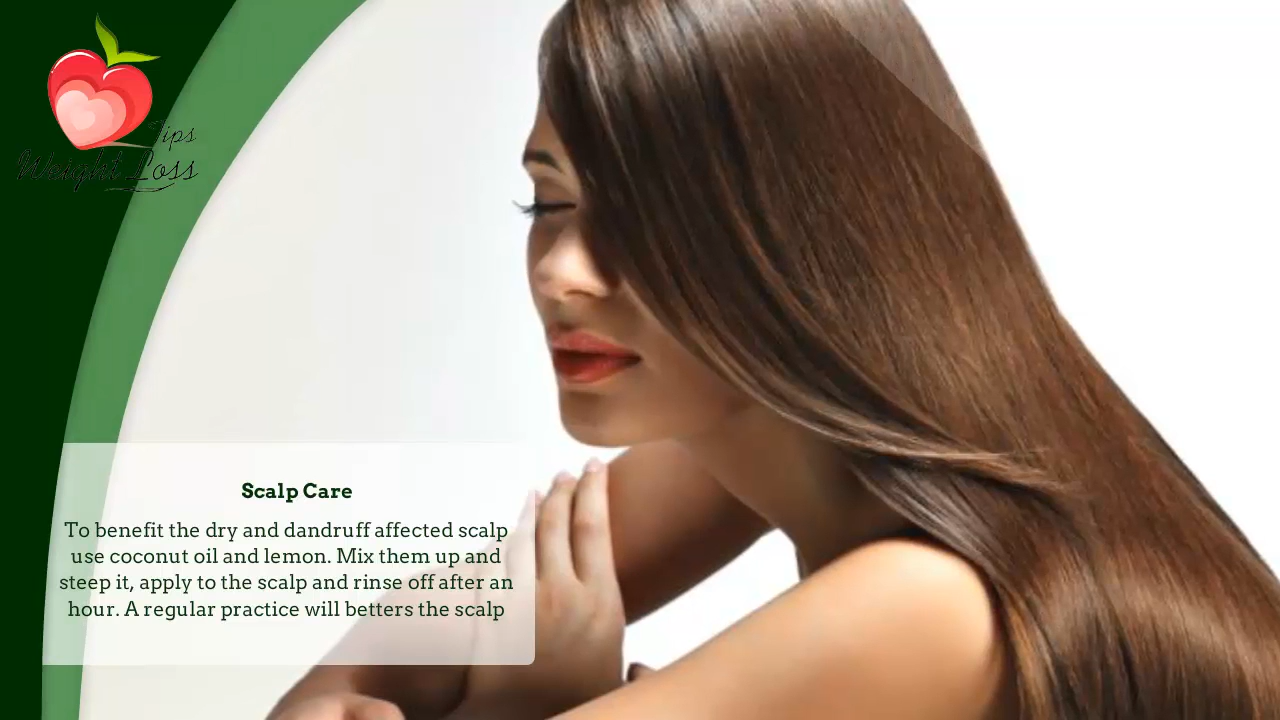 Tips
Weight Loss
Scalp Care
To benefit the dry and dandruff affected scalp
use coconut oil and lemon. Mix them up and
steep it, apply to the scalp and rinse off after an
hour. A regular practice will betters the scalp